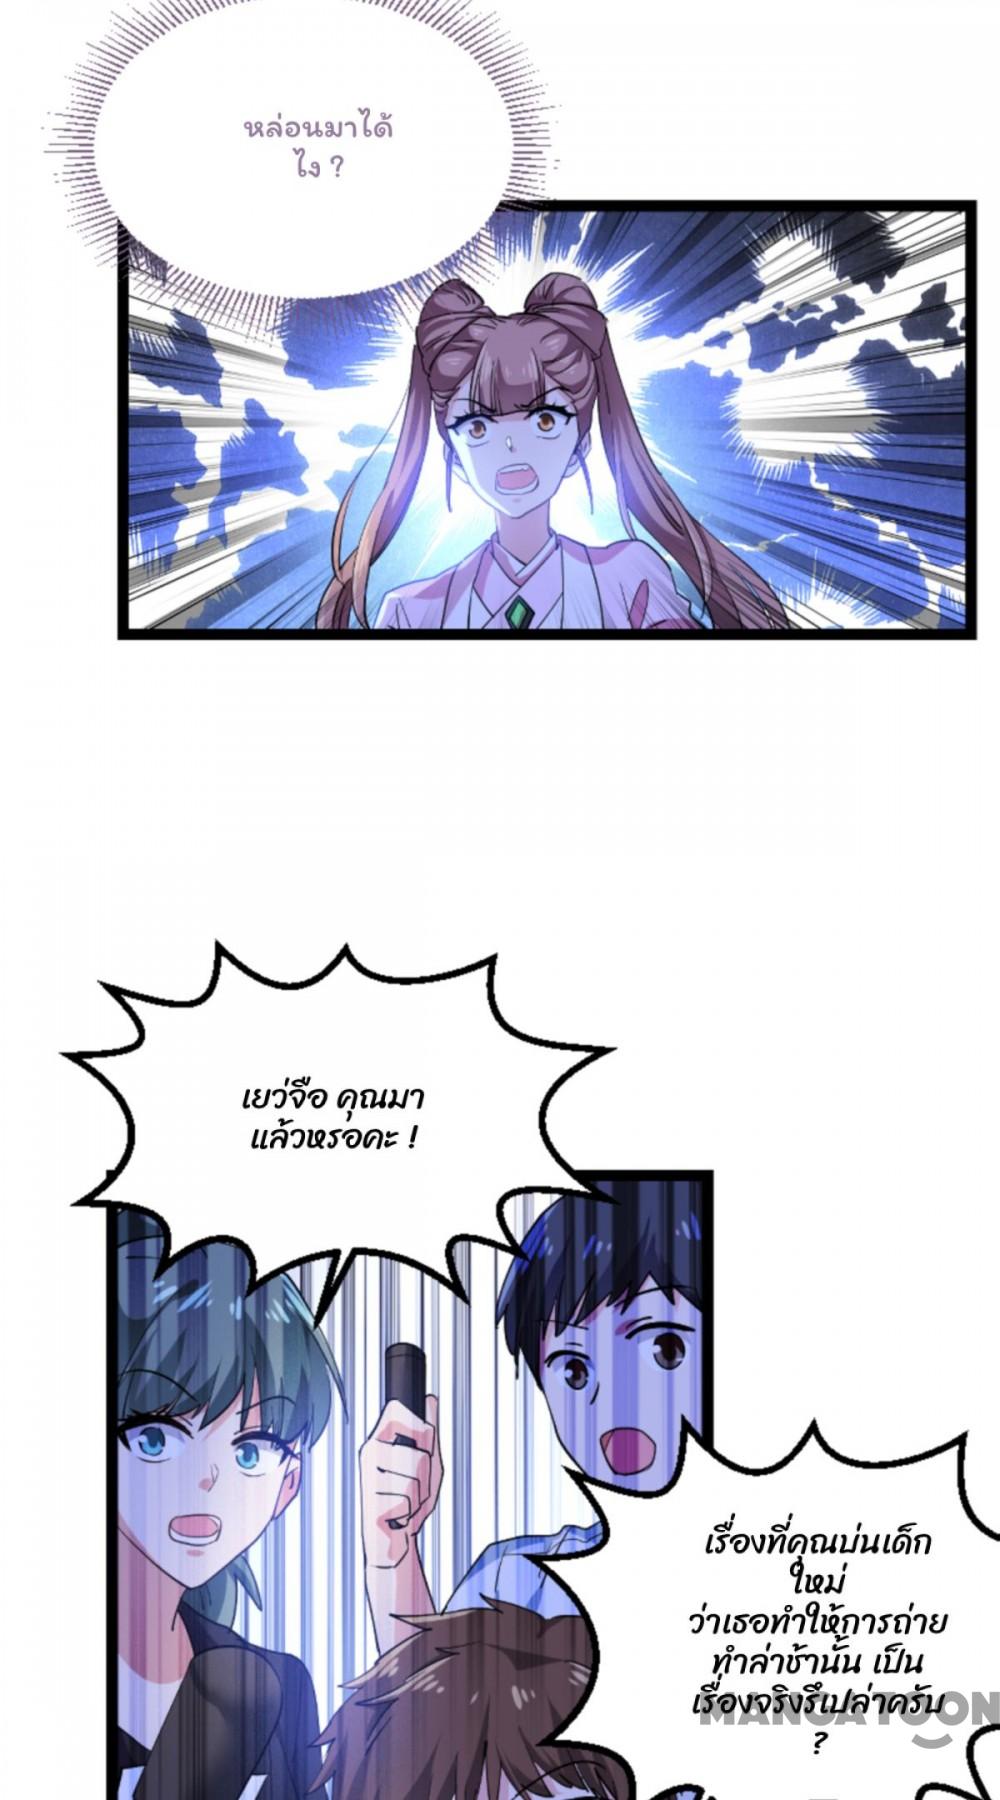 หล่อนมาได้
ไง ?
เยว่จือ คุณมา
แล้วหรอคะ !
เรื่องที่คุณบ่นเด็ก
ใหม่
ว่าเธอทำให้การถ่าย
ทำล่าช้านั้น เป็น
เรื่องจริงรึเปล่าครับ
?
MANGATOON